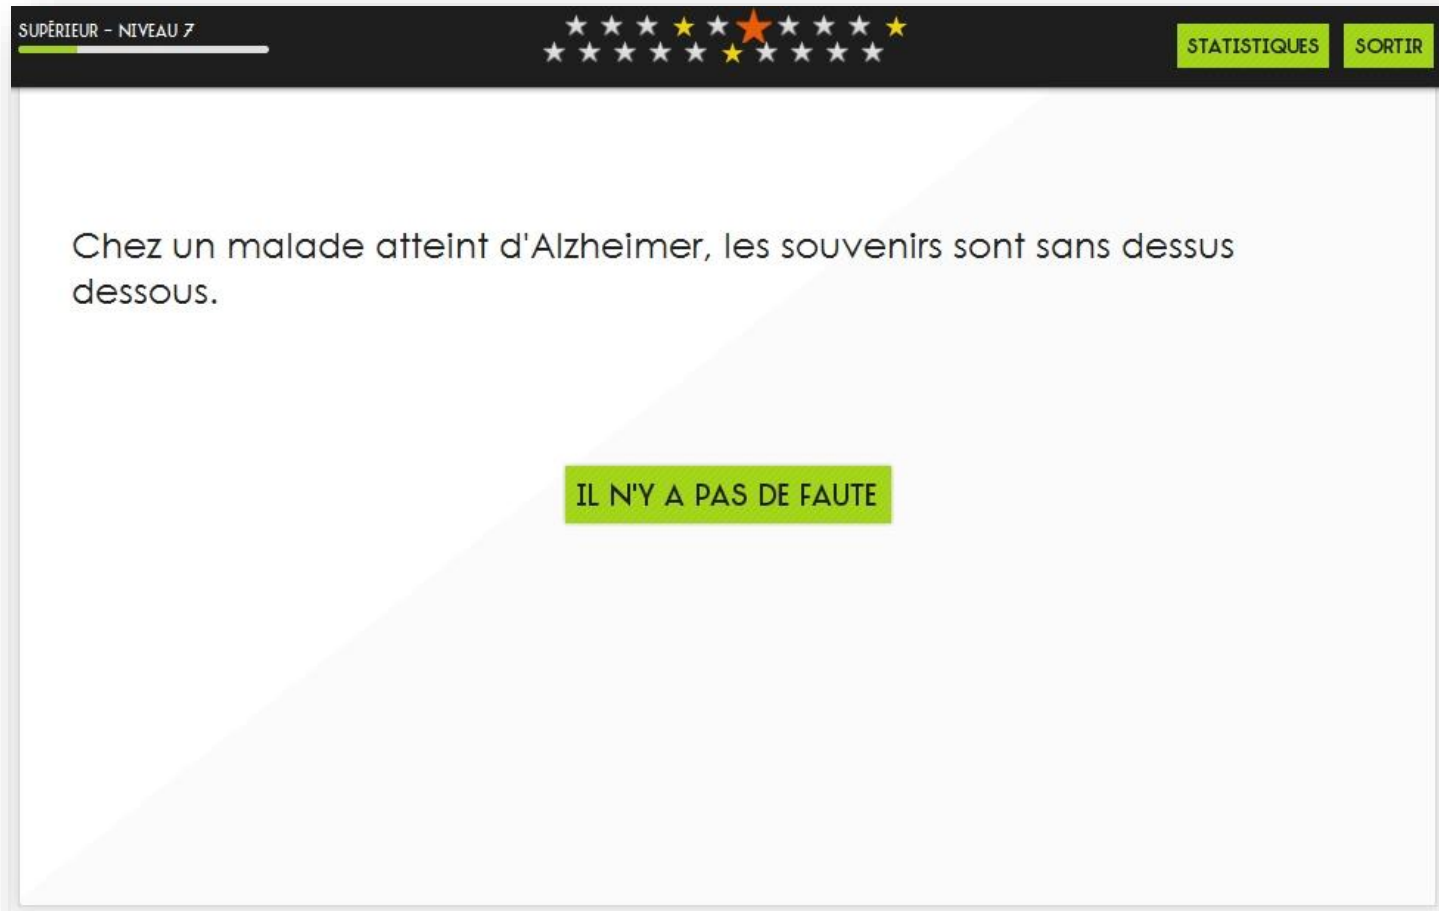 SUPÉRIEUR - NIVEAU 7
STATISTIQUES
SORTIR
Chez un malade atteint d'Alzheimer, les souvenirs sont sans dessus
dessous.
IL N'Y A PAS DE FAUTE